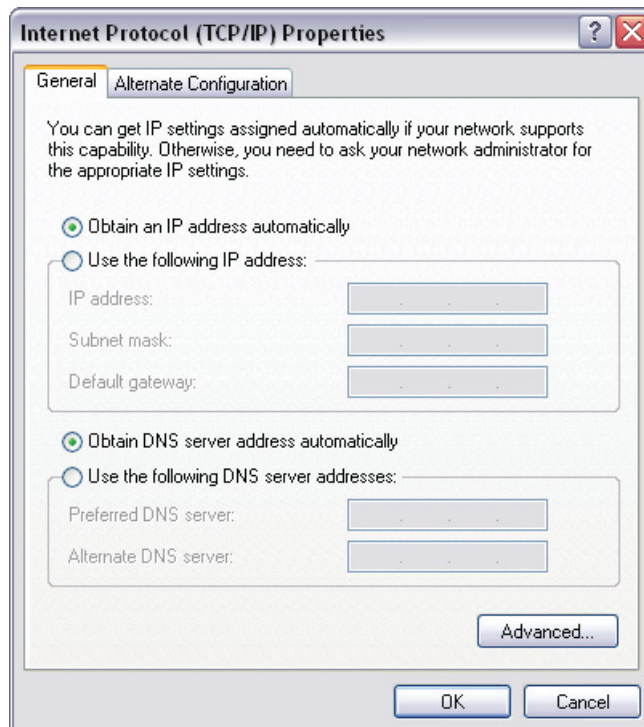 Internet Protocol (TCP/IP) Properties
General
Alternate Configuration
You can get IP settings assigned automatically if your network supports
this capability. Otherwise, you need to ask your network administrator for
the appropriate IP settings.
Obtain an IP address automatically
Use the following IP address:
IP address:
Subnet mask:
Default gateway:
Obtain DNS server address automatically
Use the following DNS server addresses:
Preferred DNS server:
Alternate DNS server:
Advanced...
OK
Cancel